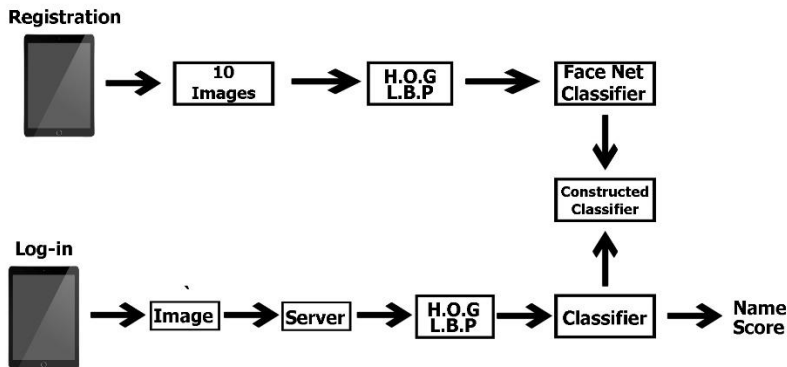 Registration
10
Images
H.O.G
L.B.P
Face Net
Classifier
Constructed
Classifier
Log-in
Image
Server
H.O.G
L.B.P
Classifier
Name
Score